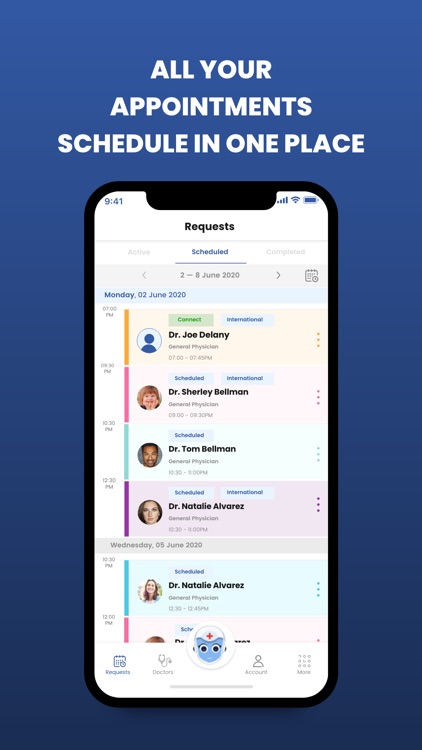 ALL YOUR
APPOINTMENTS
SCHEDULE IN ONE PLACE
9:41
Requests
Active Scheduled Completed
2 — 8 June 2020
Monday, 02 June 2020
07:00
PM
Connect International
Dr. Joe Delany
General Physician
07:00 - 07:45PM
09:30
PM
Scheduled International
Dr. Sherley Bellman
General Physician
09:00 - 09:30PM
10:30
PM
Scheduled
Dr. Tom Bellman
General Physician
10:30 - 11:00PM
12:30
PM
Scheduled International
Dr. Natalie Alvarez
General Physician
10:30 - 11:00PM
Wednesday, 05 June 2020
10:30
PM
Scheduled
Dr. Natalie Alvarez
General Physician
12:30 - 12:45PM
12:00
PM
Requests Doctors Account More